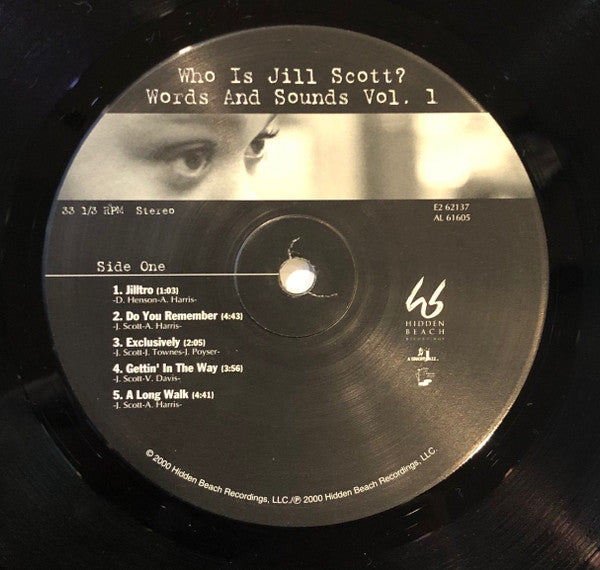 Who Is Jill Scott?
Words And Sounds Vol. 1
33 1/3 RPM Stereo
E2 62137
AL 61605
Side One
1. Jilltro (1:03)
-D. Henson-A. Harris-
2. Do You Remember (4:43)
-J. Scott-A. Harris-
3. Exclusively (2:05)
-J. Scott-J. Townes-J. Poyser-
4. Gettin' In The Way (3:56)
-J. Scott-V. Davis-
5. A Long Walk (4:41)
-J. Scott-A. Harris-
HIDDEN
BEACH
RECORDINGS
© 2000 Hidden Beach Recordings, LLC./℗ 2000 Hidden Beach Recordings, LLC.